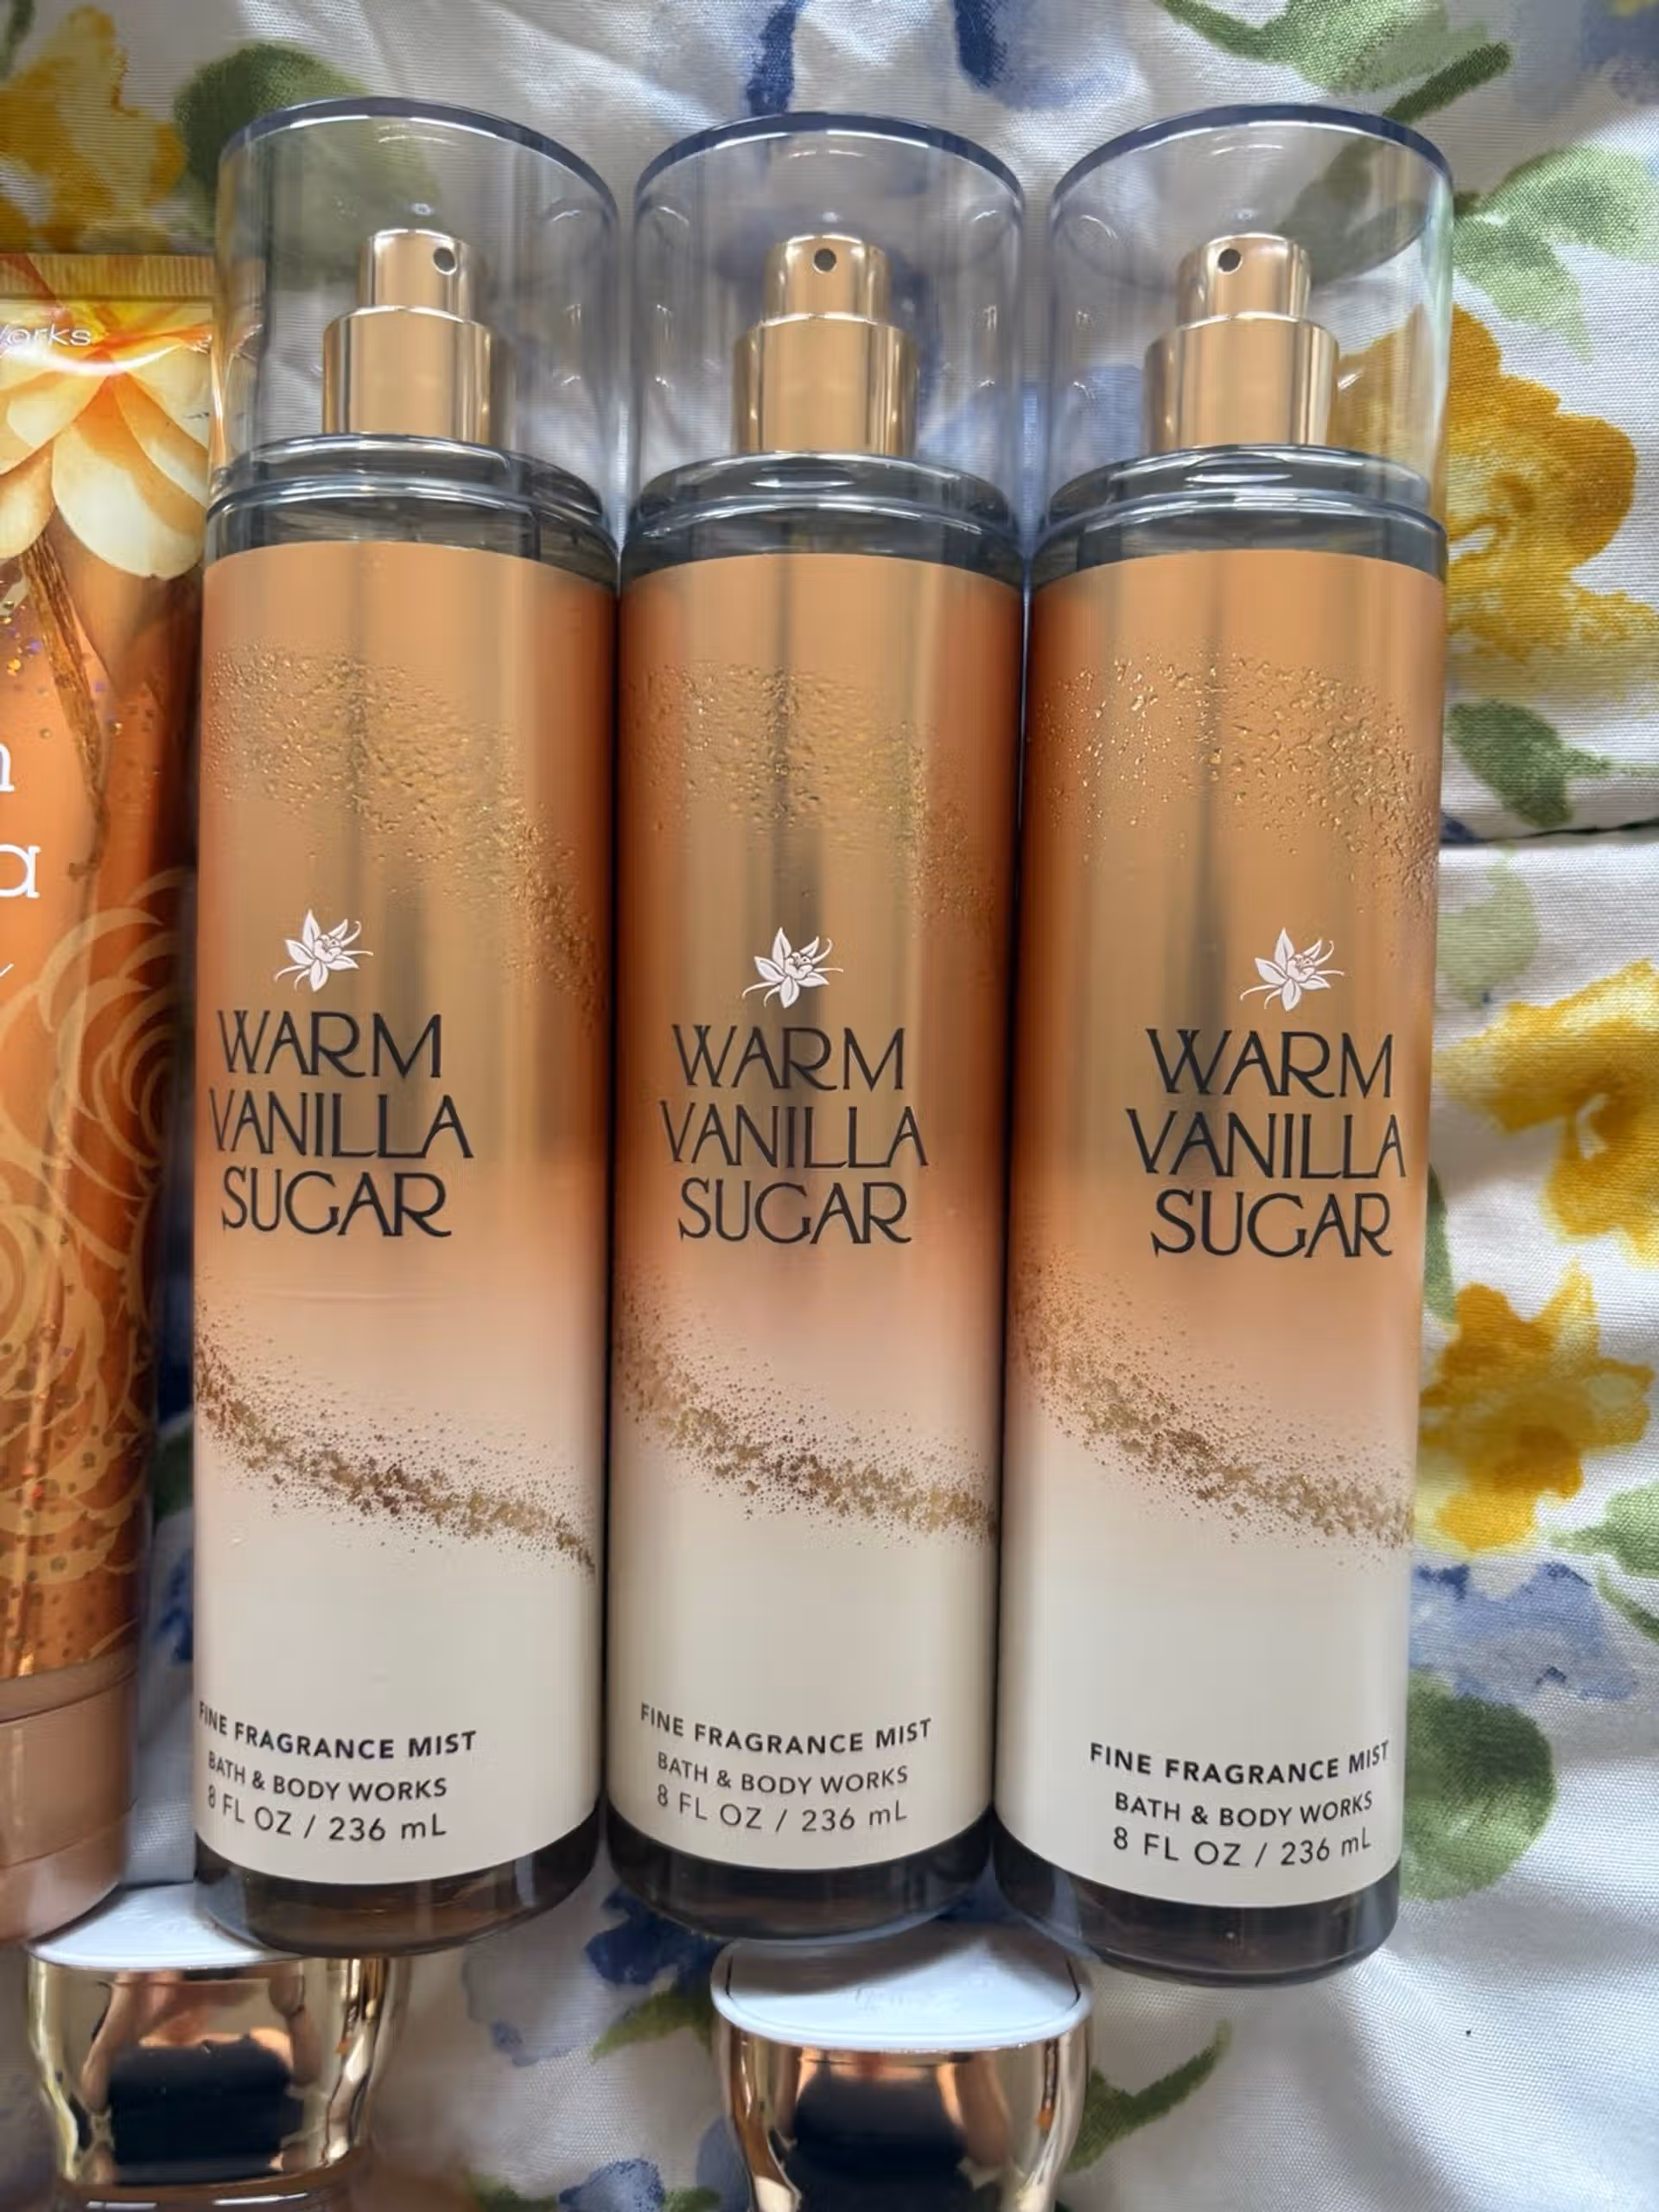 WARM
VANILLA
SUGAR
FINE FRAGRANCE MIST
BATH & BODY WORKS
8 FL OZ / 236 mL
WARM
VANILLA
SUGAR
FINE FRAGRANCE MIST
BATH & BODY WORKS
8 FL OZ / 236 mL
WARM
VANILLA
SUGAR
FINE FRAGRANCE MIST
BATH & BODY WORKS
8 FL OZ / 236 mL